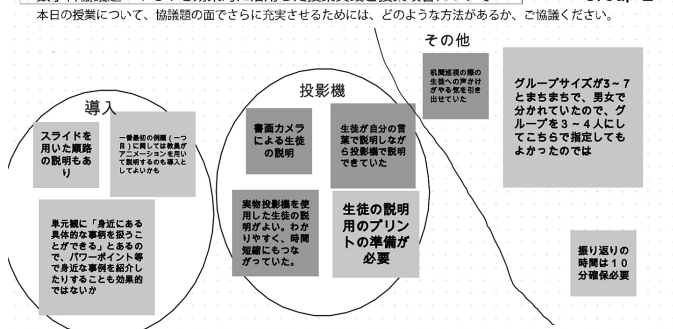 本日の授業について、協議題の面でさらに充実させるためには、どのような方法があるか、ご協議ください。
その他
機間巡視の際の
生徒への声かけ
がやる気を引き
出せていた
グループサイズが3~7
とまちまちで、男女で
分かれていたので、グ
ループを3~4人にし
てこちらで指定しても
よかったのでは
振り返りの
時間は10
分確保必要
投影機
書画カメラ
による生徒
の説明
生徒が自分の言
葉で説明しなが
ら投影機で説明
できていた
実物投影機を使
用した生徒の説
明がよい。わか
りやすく、時間
短縮にもつな
がっていた。
生徒の説明
用のプリン
トの準備が
必要
導入
スライドを
用いた順路
の説明もあ
り
一番最初の例題(一つ
目)に関しては教員が
アニメーションを用い
て説明するのも導入と
してよいかも
単元観に「身近にある
具体的な事柄を扱うこ
とができる」とあるの
で、パワーポイント等
で身近な事例を紹介し
たりすることも効果的
ではないか